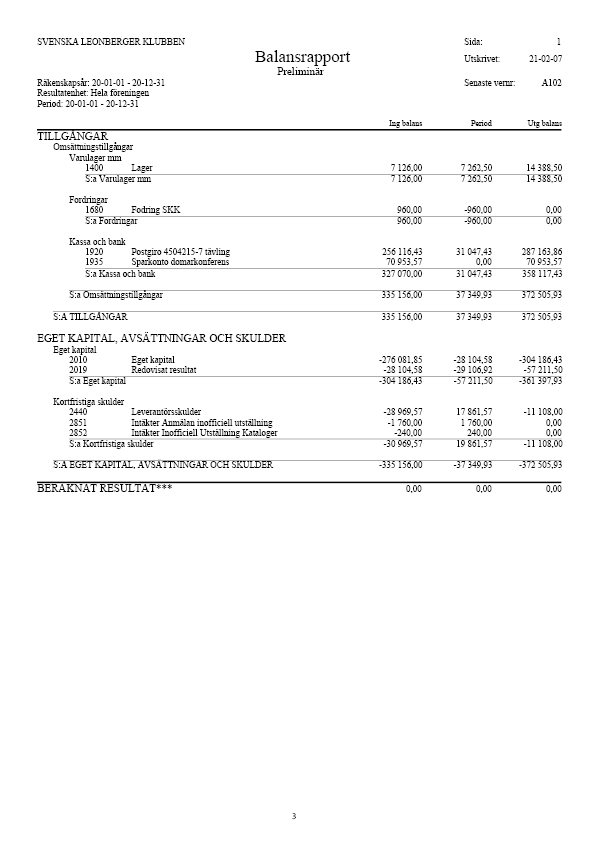 SVENSKA LEONBERGER KLUBBEN Sida: 1
Balansrapport Utskrivet: 21-02-07
Preliminär
Räkenskapsår: 20-01-01 - 20-12-31 Senaste vernr: A102
Resultatenhet: Hela föreningen
Period: 20-01-01 - 20-12-31
Ing balans Period Utg balans
TILLGÅNGAR
Omsättningstillgångar
Varulager mm
1400 Lager 7 126,00 7 262,50 14 388,50
S:a Varulager mm 7 126,00 7 262,50 14 388,50
Fordringar
1680 Fodring SKK 960,00 -960,00 0,00
S:a Fordringar 960,00 -960,00 0,00
Kassa och bank
1920 Postgiro 4504215-7 tävling 256 116,43 31 047,43 287 163,86
1935 Sparkonto domarkonferens 70 953,57 0,00 70 953,57
S:a Kassa och bank 327 070,00 31 047,43 358 117,43
S:a Omsättningstillgångar 335 156,00 37 349,93 372 505,93
S:A TILLGÅNGAR 335 156,00 37 349,93 372 505,93
EGET KAPITAL, AVSÄTTNINGAR OCH SKULDER
Eget kapital
2010 Eget kapital -276 081,85 -28 104,58 -304 186,43
2019 Redovisat resultat -28 104,58 -29 106,92 -57 211,50
S:a Eget kapital -304 186,43 -57 211,50 -361 397,93
Kortfristiga skulder
2440 Leverantörsskulder -28 969,57 17 861,57 -11 108,00
2851 Intäkter Anmälan inofficiell utställning -1 760,00 1 760,00 0,00
2852 Intäkter Inofficiell Utställning Kataloger -240,00 240,00 0,00
S:a Kortfristiga skulder -30 969,57 19 861,57 -11 108,00
S:A EGET KAPITAL, AVSÄTTNINGAR OCH SKULDER -335 156,00 -37 349,93 -372 505,93
BERÄKNAT RESULTAT*** 0,00 0,00 0,00
3